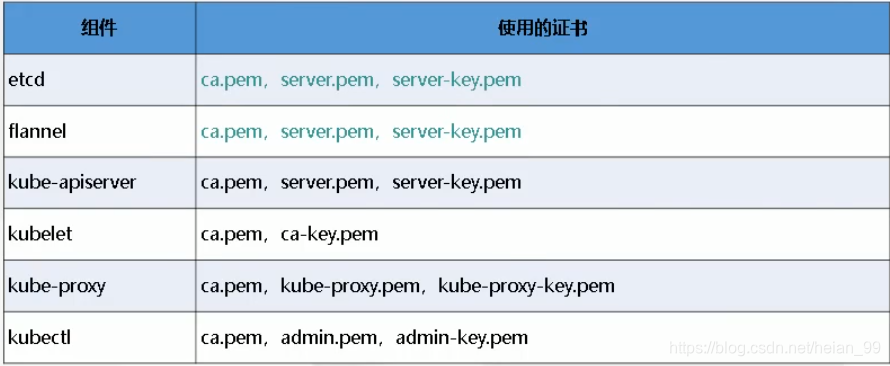 组件 使用的证书
etcd ca.pem，server.pem，server-key.pem
flannel ca.pem，server.pem，server-key.pem
kube-apiserver ca.pem，server.pem，server-key.pem
kubelet ca.pem，ca-key.pem
kube-proxy ca.pem，kube-proxy.pem，kube-proxy-key.pem
kubectl ca.pem，admin.pem，admin-key.pem
https://blog.csdn.net/heian_99